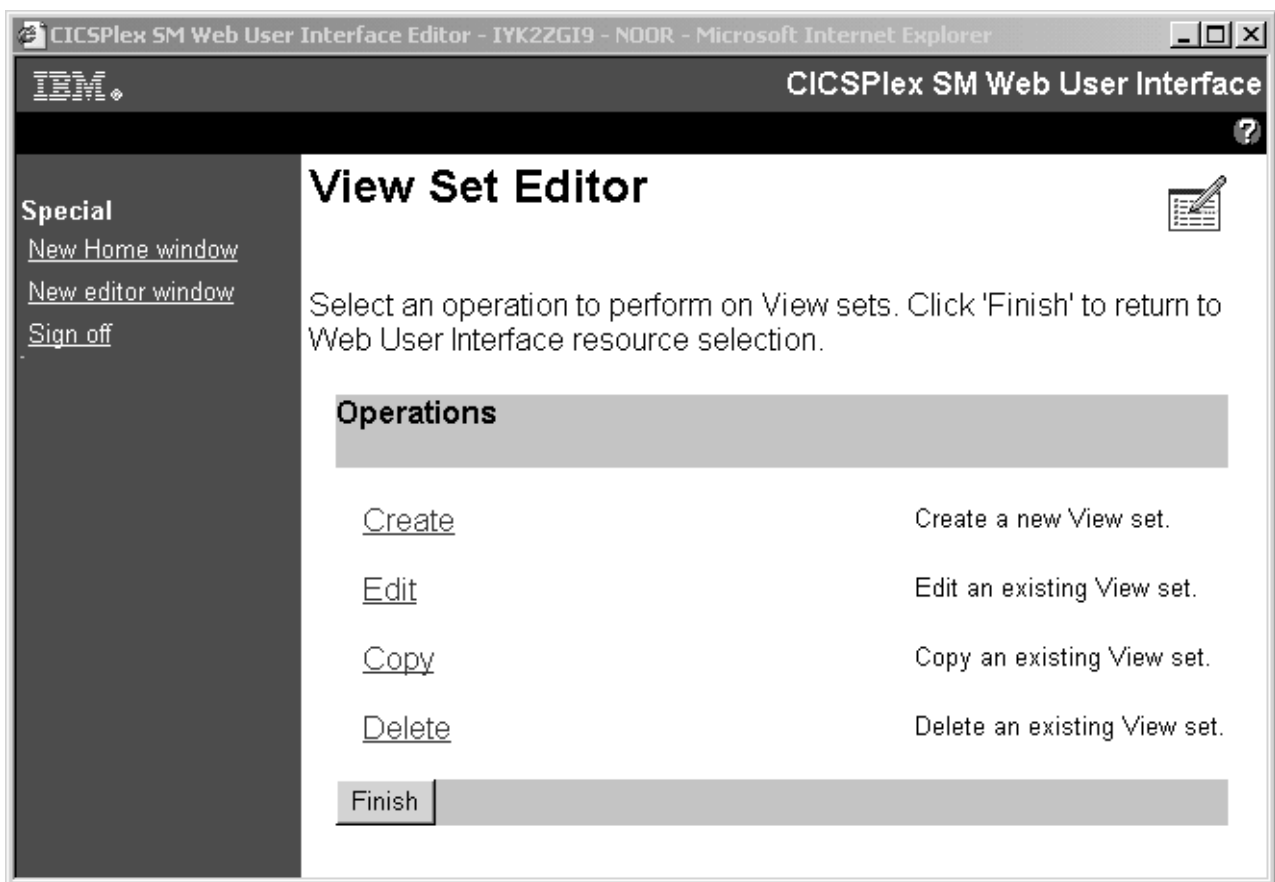 CICSPlex SM Web User Interface Editor - IYK2ZGI9 - NOOR - Microsoft Internet Explorer
IBM.
CICSPlex SM Web User Interface
?
Special
New Home window
New editor window
Sign off
View Set Editor
Select an operation to perform on View sets. Click 'Finish' to return to
Web User Interface resource selection.
Operations
Create Create a new View set.
Edit Edit an existing View set.
Copy Copy an existing View set.
Delete Delete an existing View set.
Finish